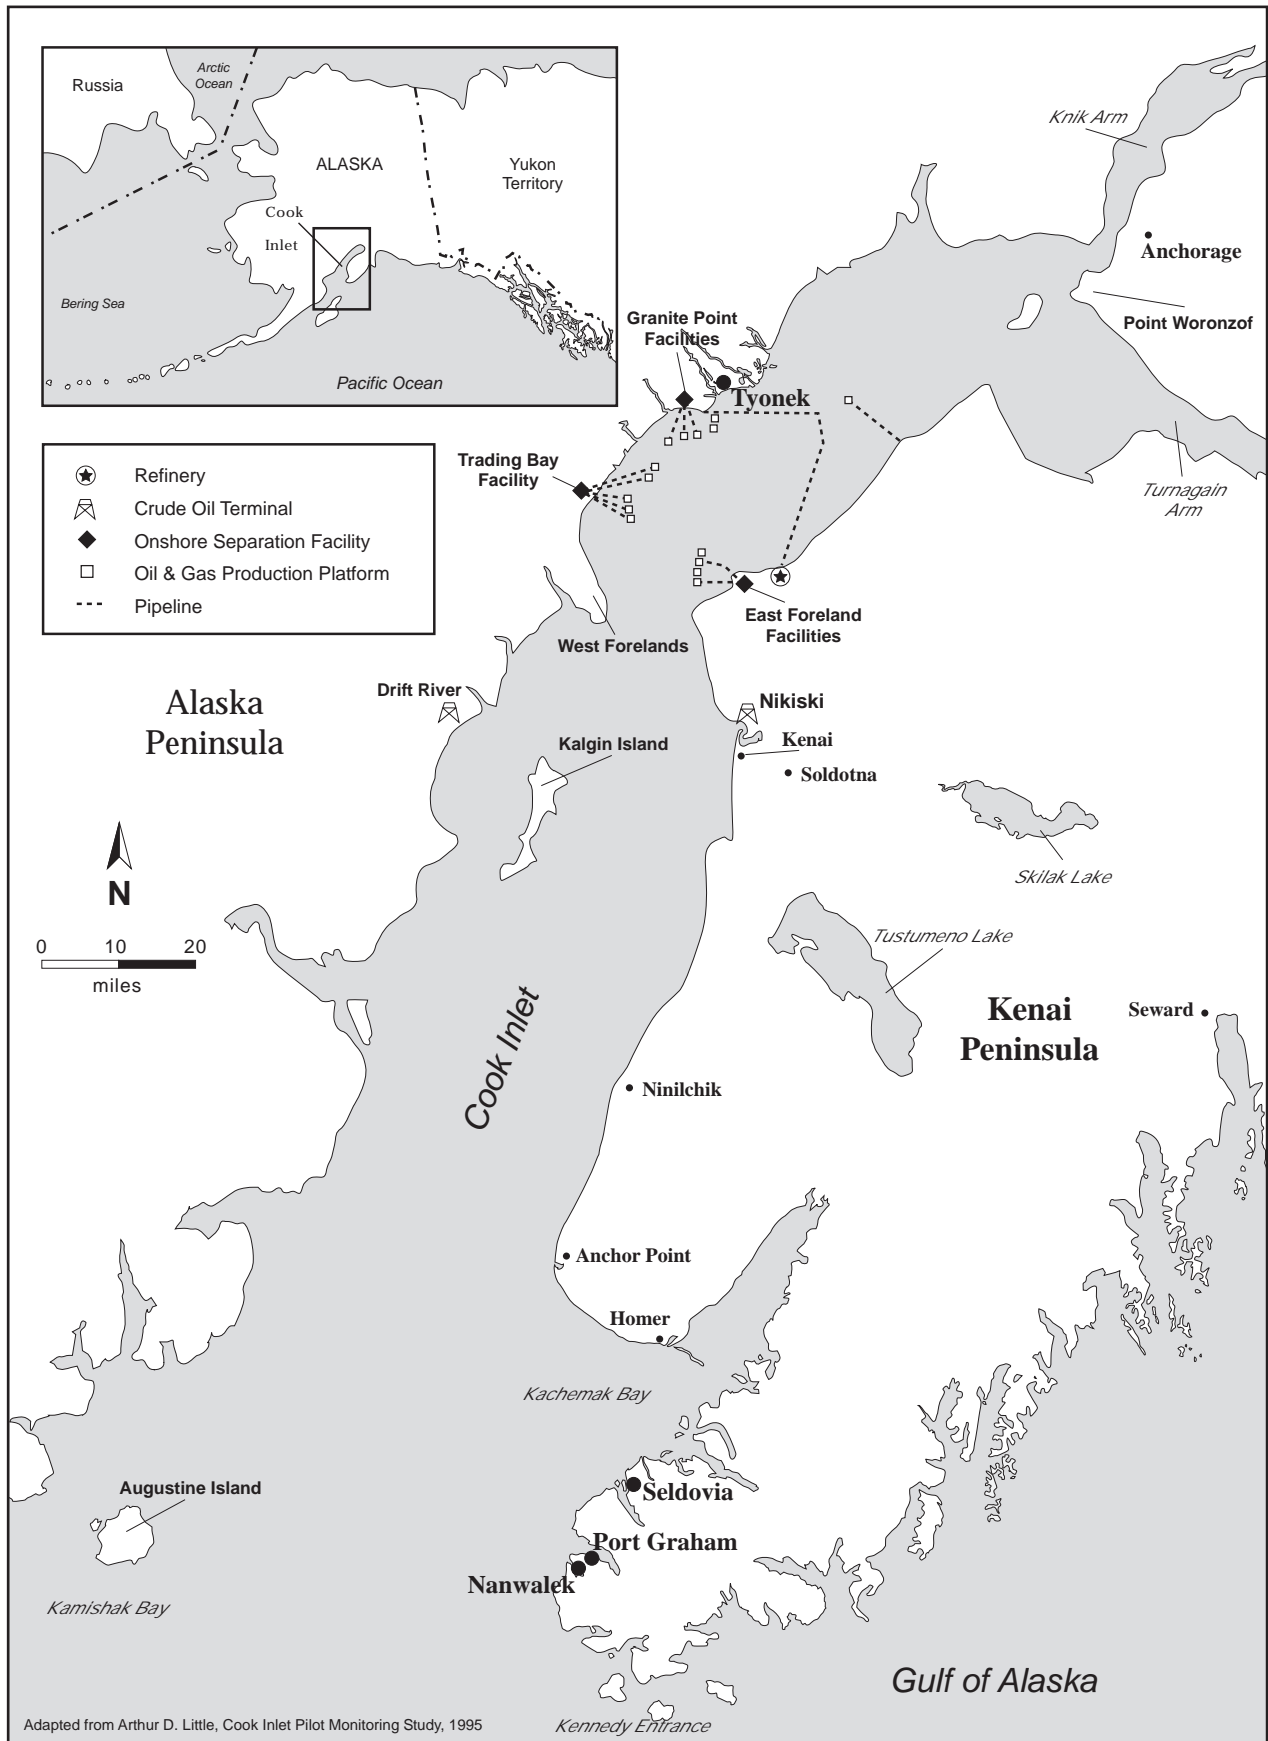 Russia
Arctic
Ocean
ALASKA
Yukon
Territory
Cook
Inlet
Bering Sea
Pacific Ocean
Knik Arm
Anchorage
Point Woronzof
Granite Point
Facilities
Tyonek
Trading Bay
Facility
Turnagain
Arm
Refinery
Crude Oil Terminal
Onshore Separation Facility
Oil & Gas Production Platform
Pipeline
East Foreland
Facilities
West Forelands
Drift River
Alaska
Peninsula
Nikiski
Kenai
Soldotna
Kalgin Island
Skilak Lake
N
0 10 20
miles
Tustumeno Lake
Kenai
Peninsula
Seward
Cook Inlet
Ninilchik
Anchor Point
Homer
Kachemak Bay
Augustine Island
Seldovia
Port Graham
Nanwalek
Kamishak Bay
Gulf of Alaska
Adapted from Arthur D. Little, Cook Inlet Pilot Monitoring Study, 1995
Kennedy Entrance